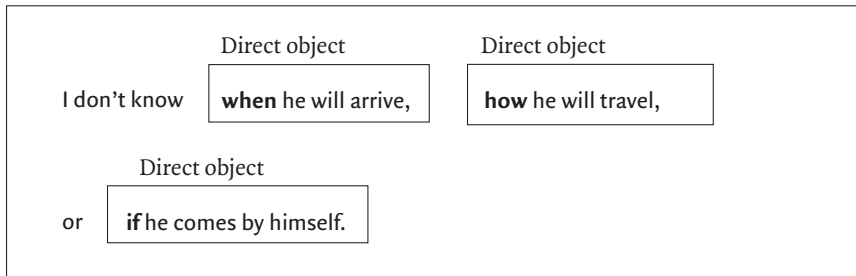 Direct object Direct object
I don't know when he will arrive, how he will travel,
Direct object
or if he comes by himself.